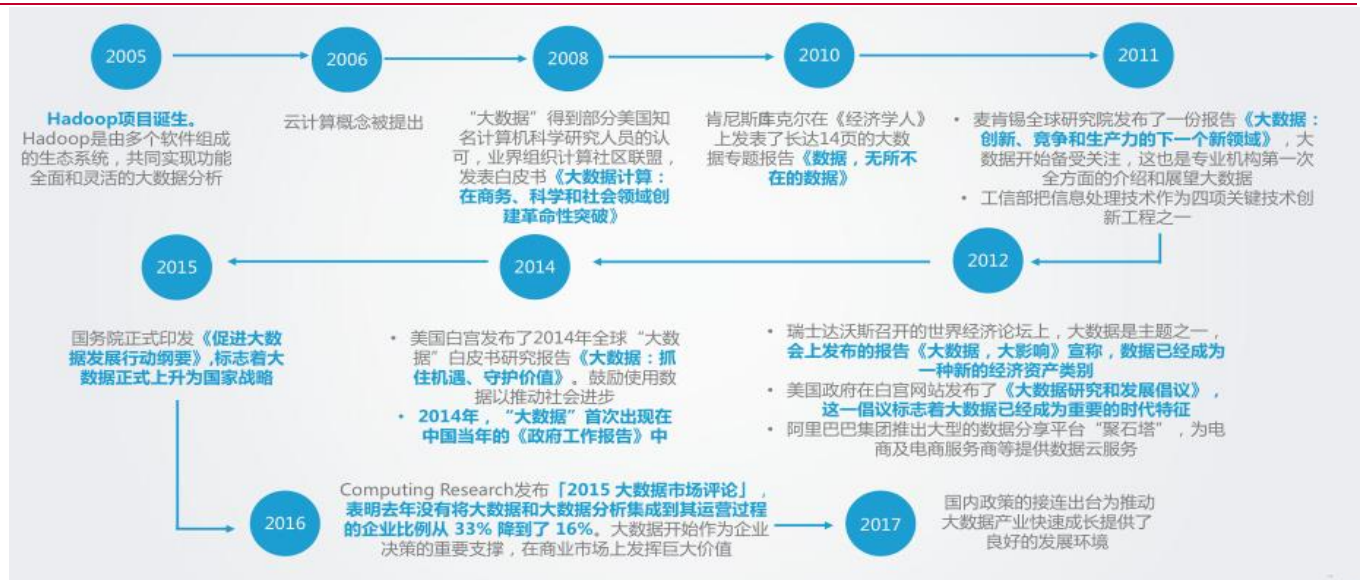 2005
Hadoop项目诞生。
Hadoop是由多个软件组成
的生态系统，共同实现功能
全面和灵活的大数据分析
2006
云计算概念被提出
2008
“大数据”得到部分美国知
名计算机科学研究人员的认
可，业界组织计算社区联盟，
发表白皮书《大数据计算：
在商务、科学和社会领域创
建革命性突破》
2010
肯尼斯库克尔在《经济学人》
上发表了长达14页的大数
据专题报告《数据，无所不
在的数据》
2011
• 麦肯锡全球研究院发布了一份报告《大数据：
创新、竞争和生产力的下一个新领域》，大
数据开始备受关注，这也是专业机构第一次
全方面的介绍和展望大数据
• 工信部把信息处理技术作为四项关键技术创
新工程之一
2012
• 瑞士达沃斯召开的世界经济论坛上，大数据是主题之一，
会上发布的报告《大数据，大影响》宣称，数据已经成为
一种新的经济资产类别
• 美国政府在白宫网站发布了《大数据研究和发展倡议》，
这一倡议标志着大数据已经成为重要的时代特征
• 阿里巴巴集团推出大型的数据分享平台“聚石塔”，为电
商及电商服务商等提供数据云服务
2014
• 美国白宫发布了2014年全球“大数
据”白皮书研究报告《大数据：抓
住机遇、守护价值》。鼓励使用数
据以推动社会进步
• 2014年，“大数据”首次出现在
中国当年的《政府工作报告》中
2015
国务院正式印发《促进大数
据发展行动纲要》,标志着大
数据正式上升为国家战略
2016
Computing Research发布「2015 大数据市场评论」，
表明去年没有将大数据和大数据分析集成到其运营过程
的企业比例从 33% 降到了 16%。大数据开始作为企业
决策的重要支撑，在商业市场上发挥巨大价值
2017
国内政策的接连出台为推动
大数据产业快速成长提供了
良好的发展环境